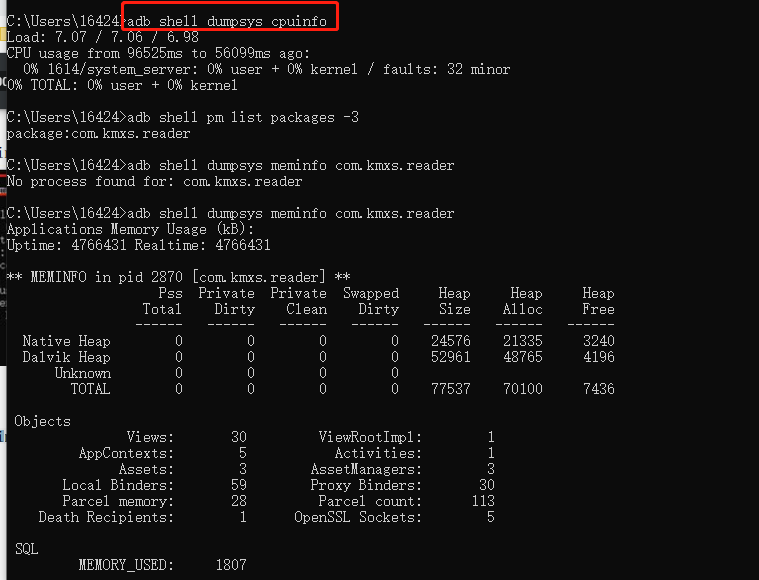 C:\Users\16424>adb shell dumpsys cpuinfo
Load: 7.07 / 7.06 / 6.98
CPU usage from 96525ms to 56099ms ago:
  0% 1614/system_server: 0% user + 0% kernel / faults: 32 minor
0% TOTAL: 0% user + 0% kernel
C:\Users\16424>adb shell pm list packages -3
package:com.kmxs.reader
C:\Users\16424>adb shell dumpsys meminfo com.kmxs.reader
No process found for: com.kmxs.reader
C:\Users\16424>adb shell dumpsys meminfo com.kmxs.reader
Applications Memory Usage (kB):
Uptime: 4766431 Realtime: 4766431
** MEMINFO in pid 2870 [com.kmxs.reader] **
Pss Private Private Swapped Heap Heap Heap
Total Dirty Clean Dirty Size Alloc Free
------ ------ ------ ------ ------ ------ ------
Native Heap 0 0 0 0 24576 21335 3240
Dalvik Heap 0 0 0 0 52961 48765 4196
Unknown 0 0 0 0
TOTAL 0 0 0 0 77537 70100 7436
Objects
Views: 30 ViewRootImpl: 1
AppContexts: 5 Activities: 1
Assets: 3 AssetManagers: 3
Local Binders: 59 Proxy Binders: 30
Parcel memory: 28 Parcel count: 113
Death Recipients: 1 OpenSSL Sockets: 5
SQL
MEMORY_USED: 1807